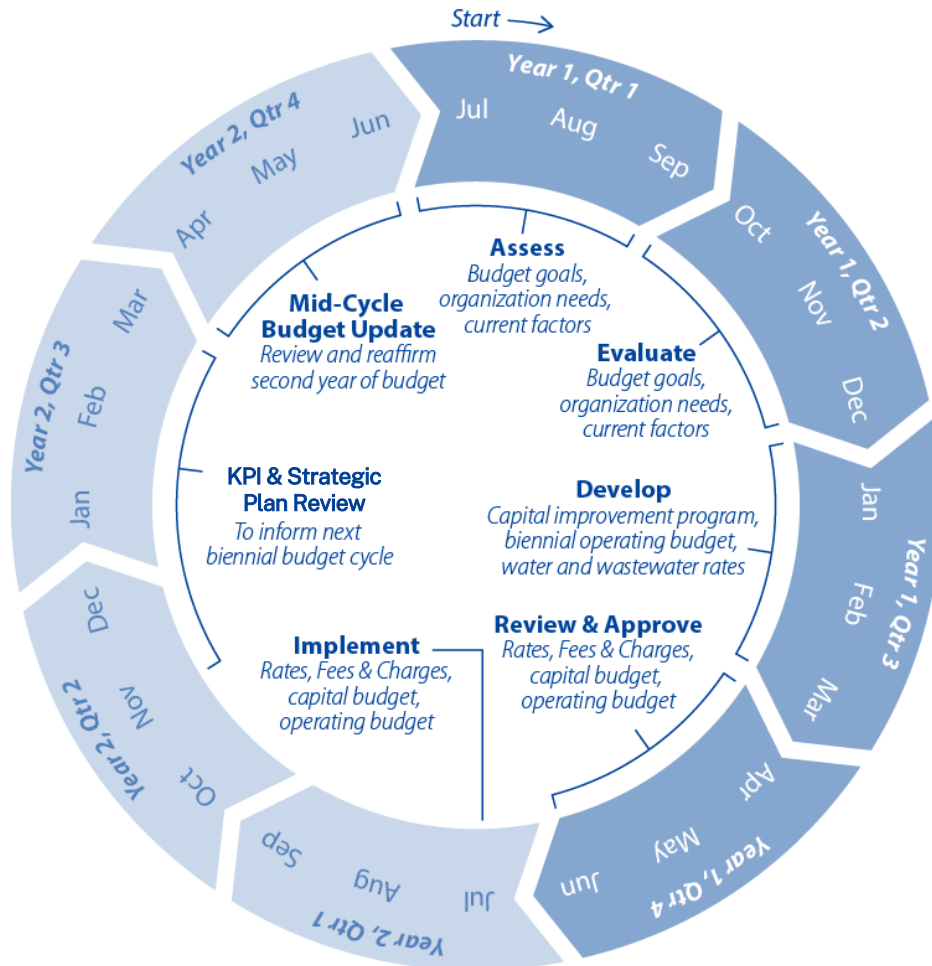 Start
Year 1, Qtr 1
Jul
Aug
Sep
Year 1, Qtr 2
Oct
Nov
Dec
Year 1, Qtr 3
Jan
Feb
Mar
Year 1, Qtr 4
Apr
May
Jun
Year 2, Qtr 1
Jul
Aug
Sep
Year 2, Qtr 2
Oct
Nov
Dec
Year 2, Qtr 3
Jan
Feb
Mar
Year 2, Qtr 4
Apr
May
Jun
Assess
Budget goals,
organization needs,
current factors
Evaluate
Budget goals,
organization needs,
current factors
Develop
Capital improvement program,
biennial operating budget,
water and wastewater rates
Review & Approve
Rates, Fees & Charges,
capital budget,
operating budget
Implement
Rates, Fees & Charges,
capital budget,
operating budget
KPI & Strategic
Plan Review
To inform next
biennial budget cycle
Mid-Cycle
Budget Update
Review and reaffirm
second year of budget